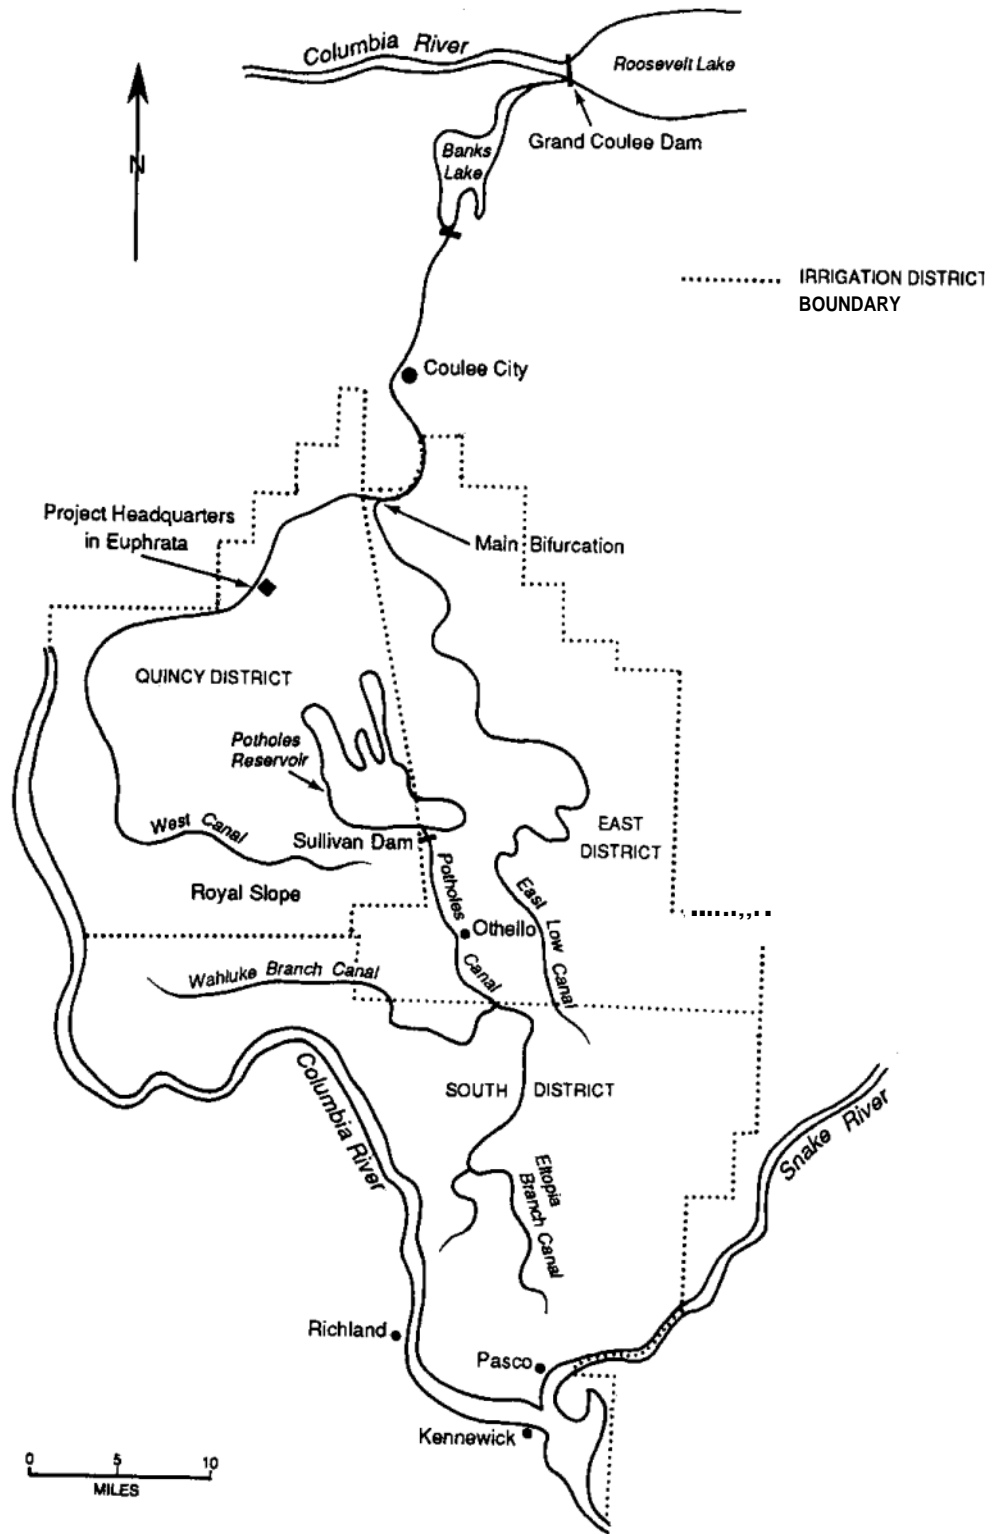 Columbia River
Roosevelt Lake
Grand Coulee Dam
Banks
Lake
N
IRRIGATION DISTRICT
BOUNDARY
Coulee City
Project Headquarters
in Euphrata
Main Bifurcation
QUINCY DISTRICT
Potholes
Reservoir
West Canal
Sullivan Dam
EAST
DISTRICT
Royal Slope
Potholes
Canal
East Low Canal
Othello
Wahluke Branch Canal
Columbia River
SOUTH DISTRICT
Snake River
Eltopia
Branch Canal
Richland
Pasco
Kennewick
0 5 10
MILES